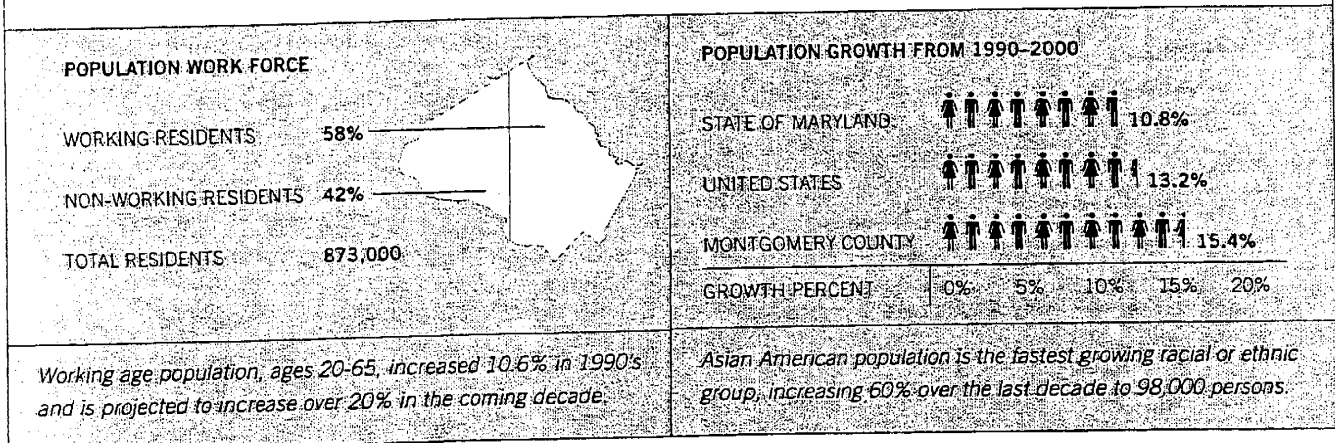 POPULATION WORK FORCE
WORKING RESIDENTS 58%
NON-WORKING RESIDENTS 42%
TOTAL RESIDENTS 873,000
Working age population, ages 20-65, increased 10.6% in 1990's
and is projected to increase over 20% in the coming decade.
POPULATION GROWTH FROM 1990–2000
STATE OF MARYLAND 10.8%
UNITED STATES 13.2%
MONTGOMERY COUNTY 15.4%
GROWTH PERCENT 0% 5% 10% 15% 20%
Asian American population is the fastest growing racial or ethnic
group, increasing 60% over the last decade to 98,000 persons.